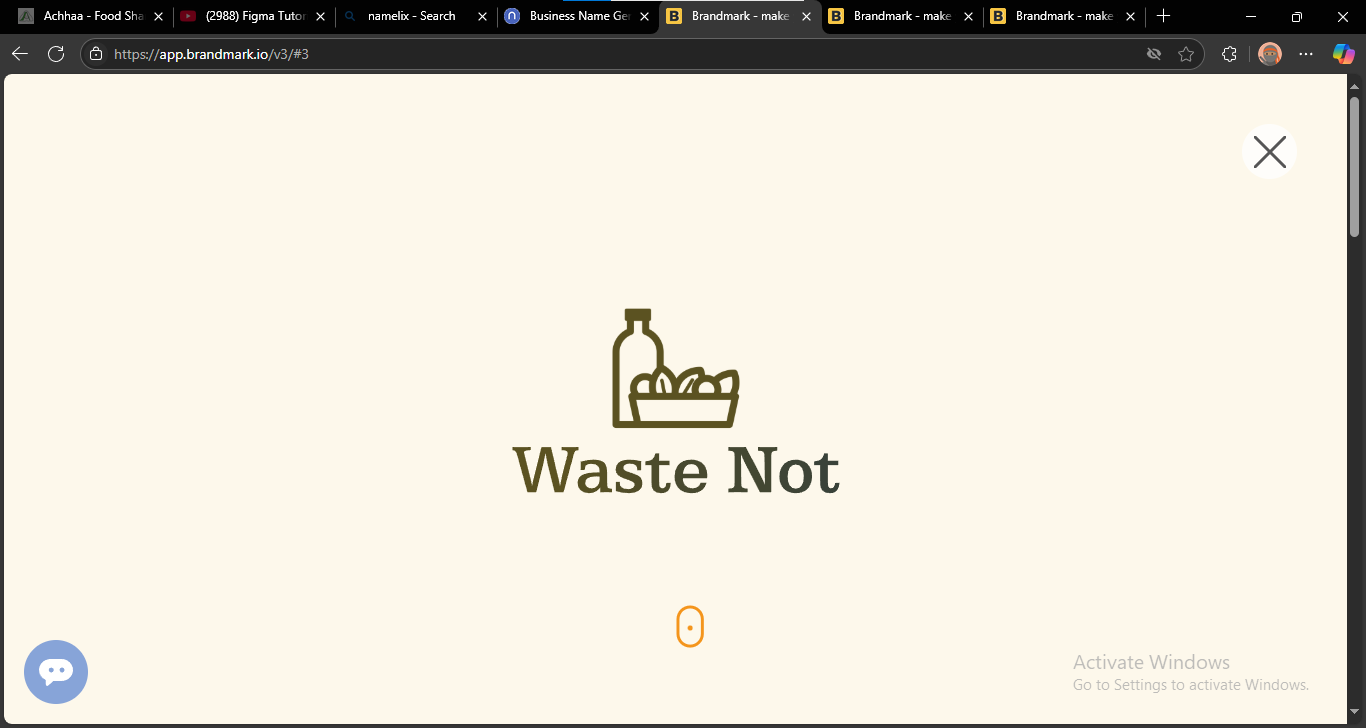 Achhaa - Food Sha
(2988) Figma Tutor
namelix - Search
Business Name Ge
Brandmark - make
Brandmark - make
Brandmark - make
https://app.brandmark.io/v3/#3
Waste Not
Activate Windows
Go to Settings to activate Windows.